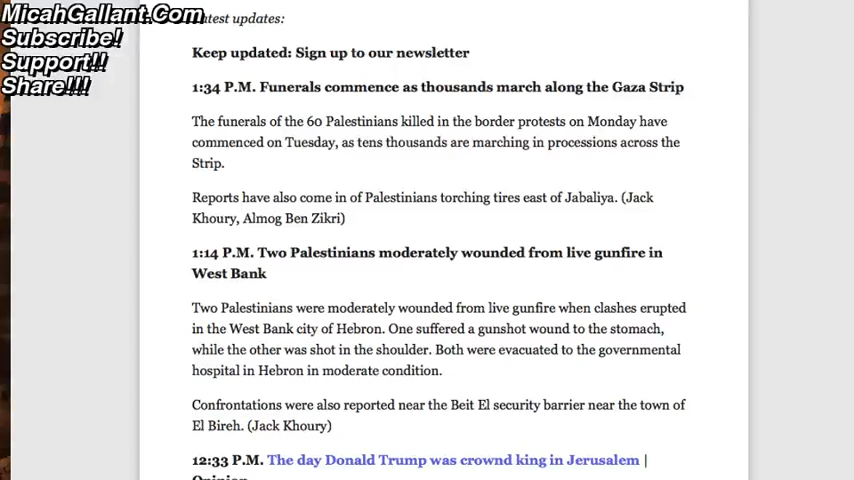 MicahGallant.Com
Subscribe!
Support!!
Share!!!
atest updates:
Keep updated: Sign up to our newsletter
1:34 P.M. Funerals commence as thousands march along the Gaza Strip
The funerals of the 60 Palestinians killed in the border protests on Monday have
commenced on Tuesday, as tens thousands are marching in processions across the
Strip.
Reports have also come in of Palestinians torching tires east of Jabaliya. (Jack
Khoury, Almog Ben Zikri)
1:14 P.M. Two Palestinians moderately wounded from live gunfire in
West Bank
Two Palestinians were moderately wounded from live gunfire when clashes erupted
in the West Bank city of Hebron. One suffered a gunshot wound to the stomach,
while the other was shot in the shoulder. Both were evacuated to the governmental
hospital in Hebron in moderate condition.
Confrontations were also reported near the Beit El security barrier near the town of
El Bireh. (Jack Khoury)
12:33 P.M. The day Donald Trump was crownd king in Jerusalem |
Opinion